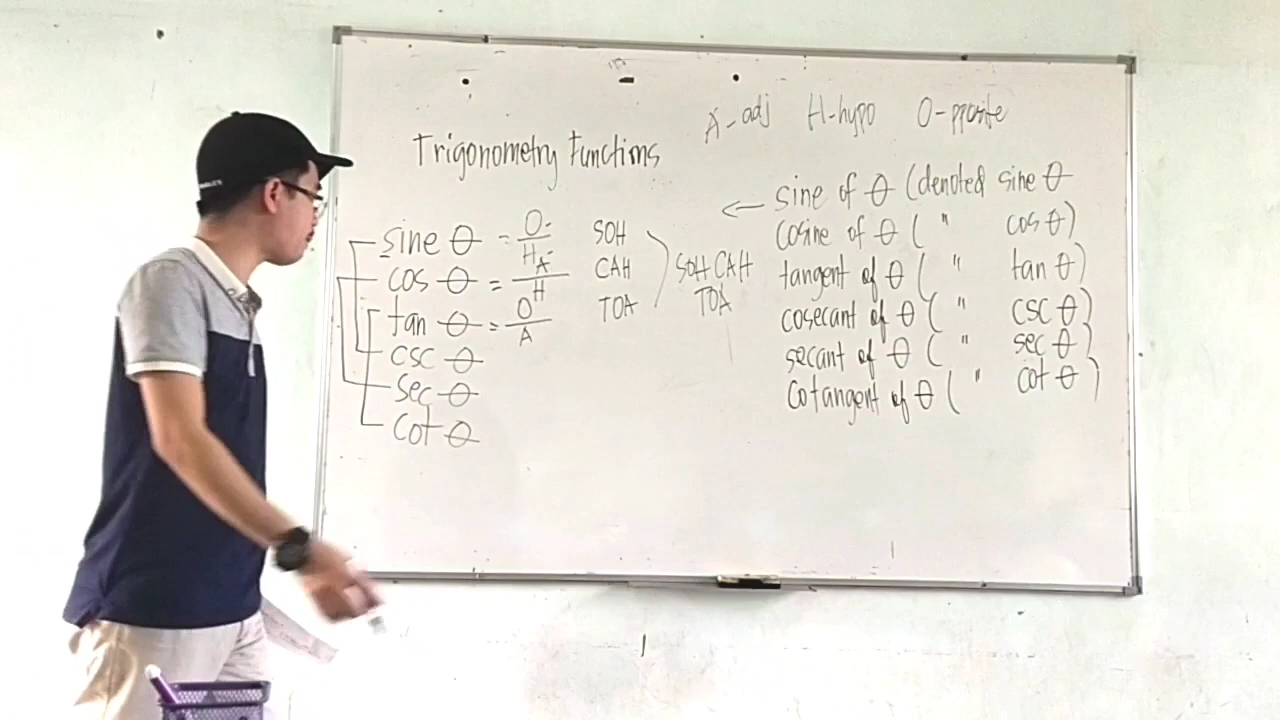 A-adj H-hypo O-pposite
Trigonometry Functions
sine θ = O/H SOH
cos θ = A/H CAH
tan θ = O/A TOA
csc θ
sec θ
cot θ
SOH CAH
TOA
← sine of θ (denoted sine θ
cosine of θ ( " cos θ)
tangent of θ ( " tan θ)
cosecant of θ ( " csc θ)
secant of θ ( " sec θ)
cotangent of θ ( " cot θ)